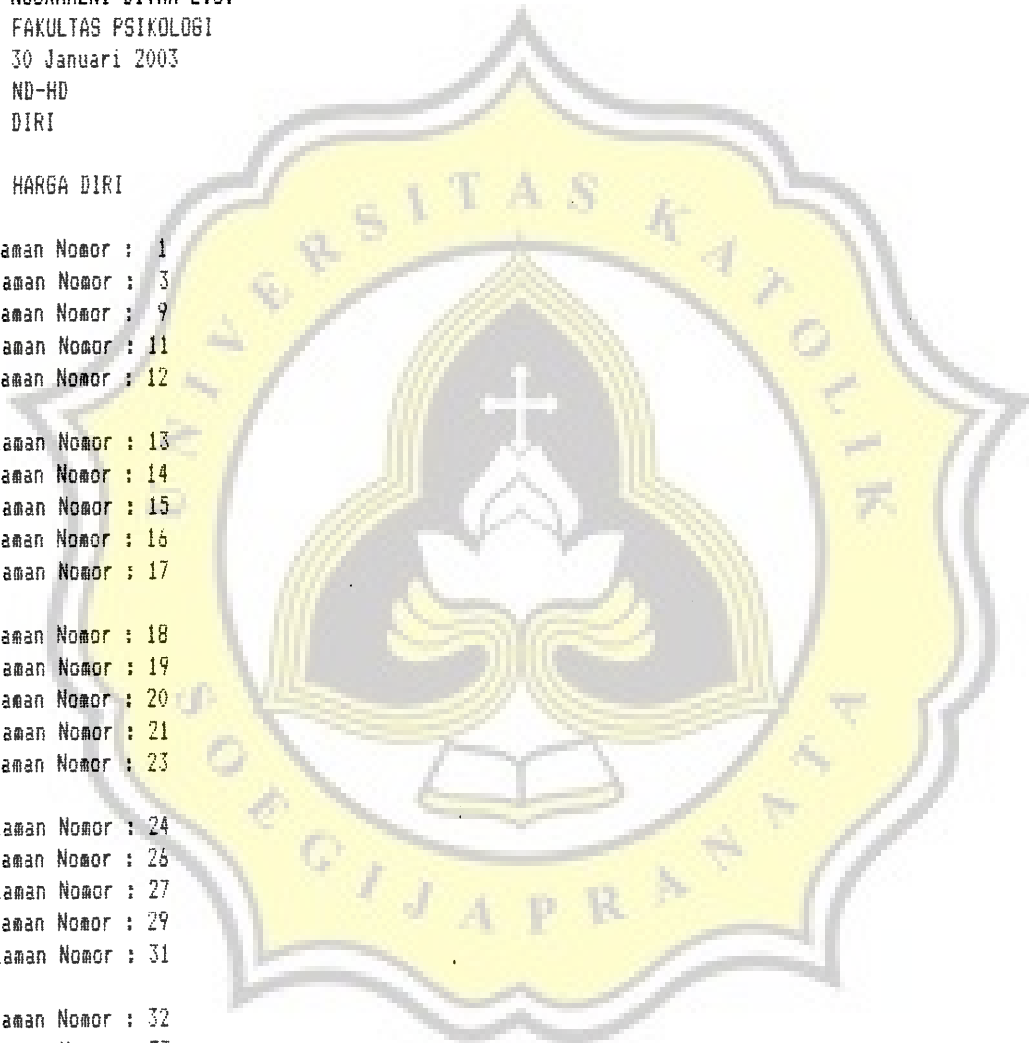 FAKULTAS PSIKOLOGI
30 Januari 2003
ND-HD
DIRI
HARGA DIRI
aman Nomor : 1
aman Nomor : 3
aman Nomor : 9
aman Nomor : 11
aman Nomor : 12
aman Nomor : 13
aman Nomor : 14
aman Nomor : 15
aman Nomor : 16
aman Nomor : 17
aman Nomor : 18
aman Nomor : 19
aman Nomor : 20
aman Nomor : 21
aman Nomor : 23
aman Nomor : 24
aman Nomor : 26
aman Nomor : 27
aman Nomor : 29
aman Nomor : 31
aman Nomor : 32
UNIVERSITAS KATOLIK
SOEGIJAPRANATA